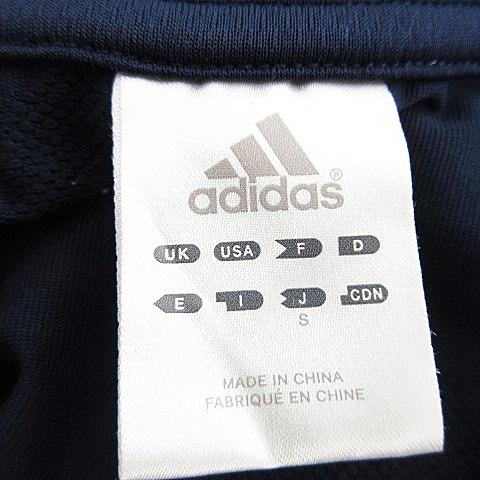 adidas®
UK USA F D
E I J CDN
S
MADE IN CHINA
FABRIQUÉ EN CHINE